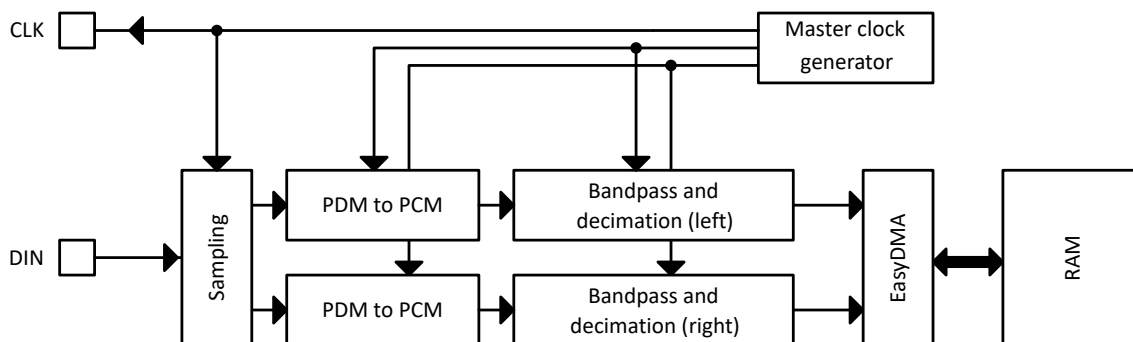 CLK
Master clock
generator
Sampling
PDM to PCM
Bandpass and
decimation (left)
EasyDMA
RAM
DIN
PDM to PCM
Bandpass and
decimation (right)